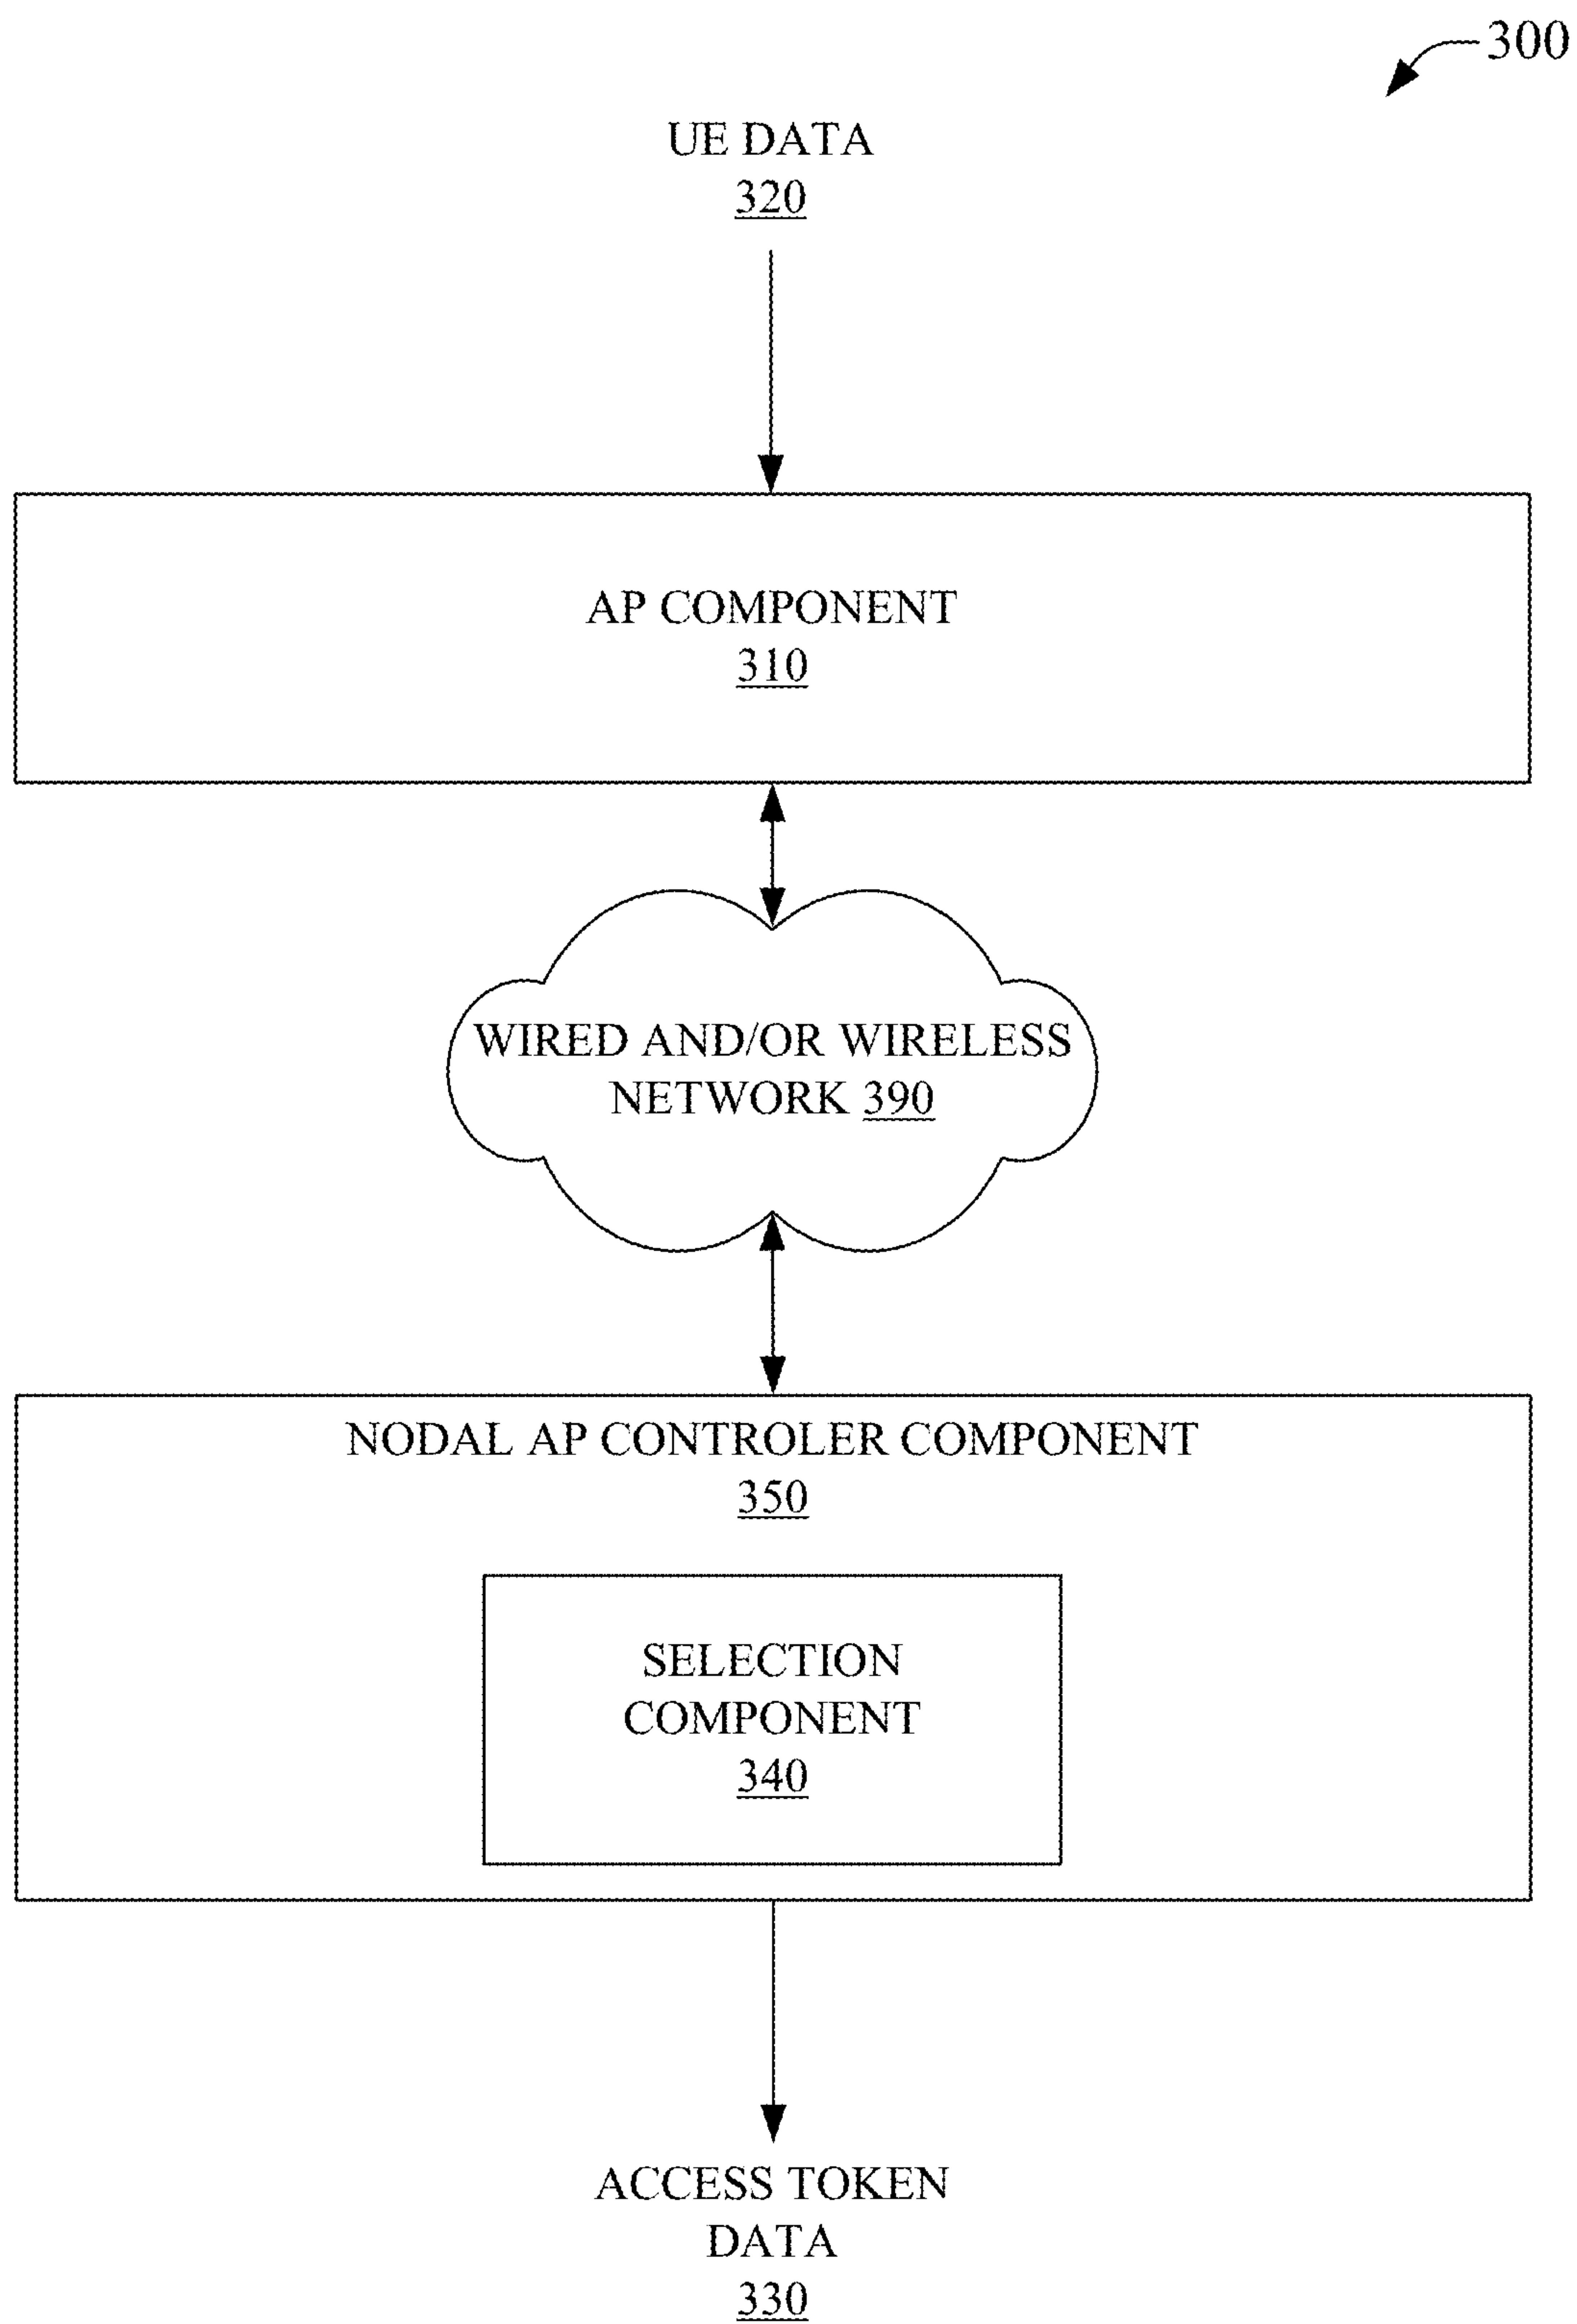 300
UE DATA
320
AP COMPONENT
310
WIRED AND/OR WIRELESS
NETWORK 390
NODAL AP CONTROLER COMPONENT
350
SELECTION
COMPONENT
340
ACCESS TOKEN
DATA
330